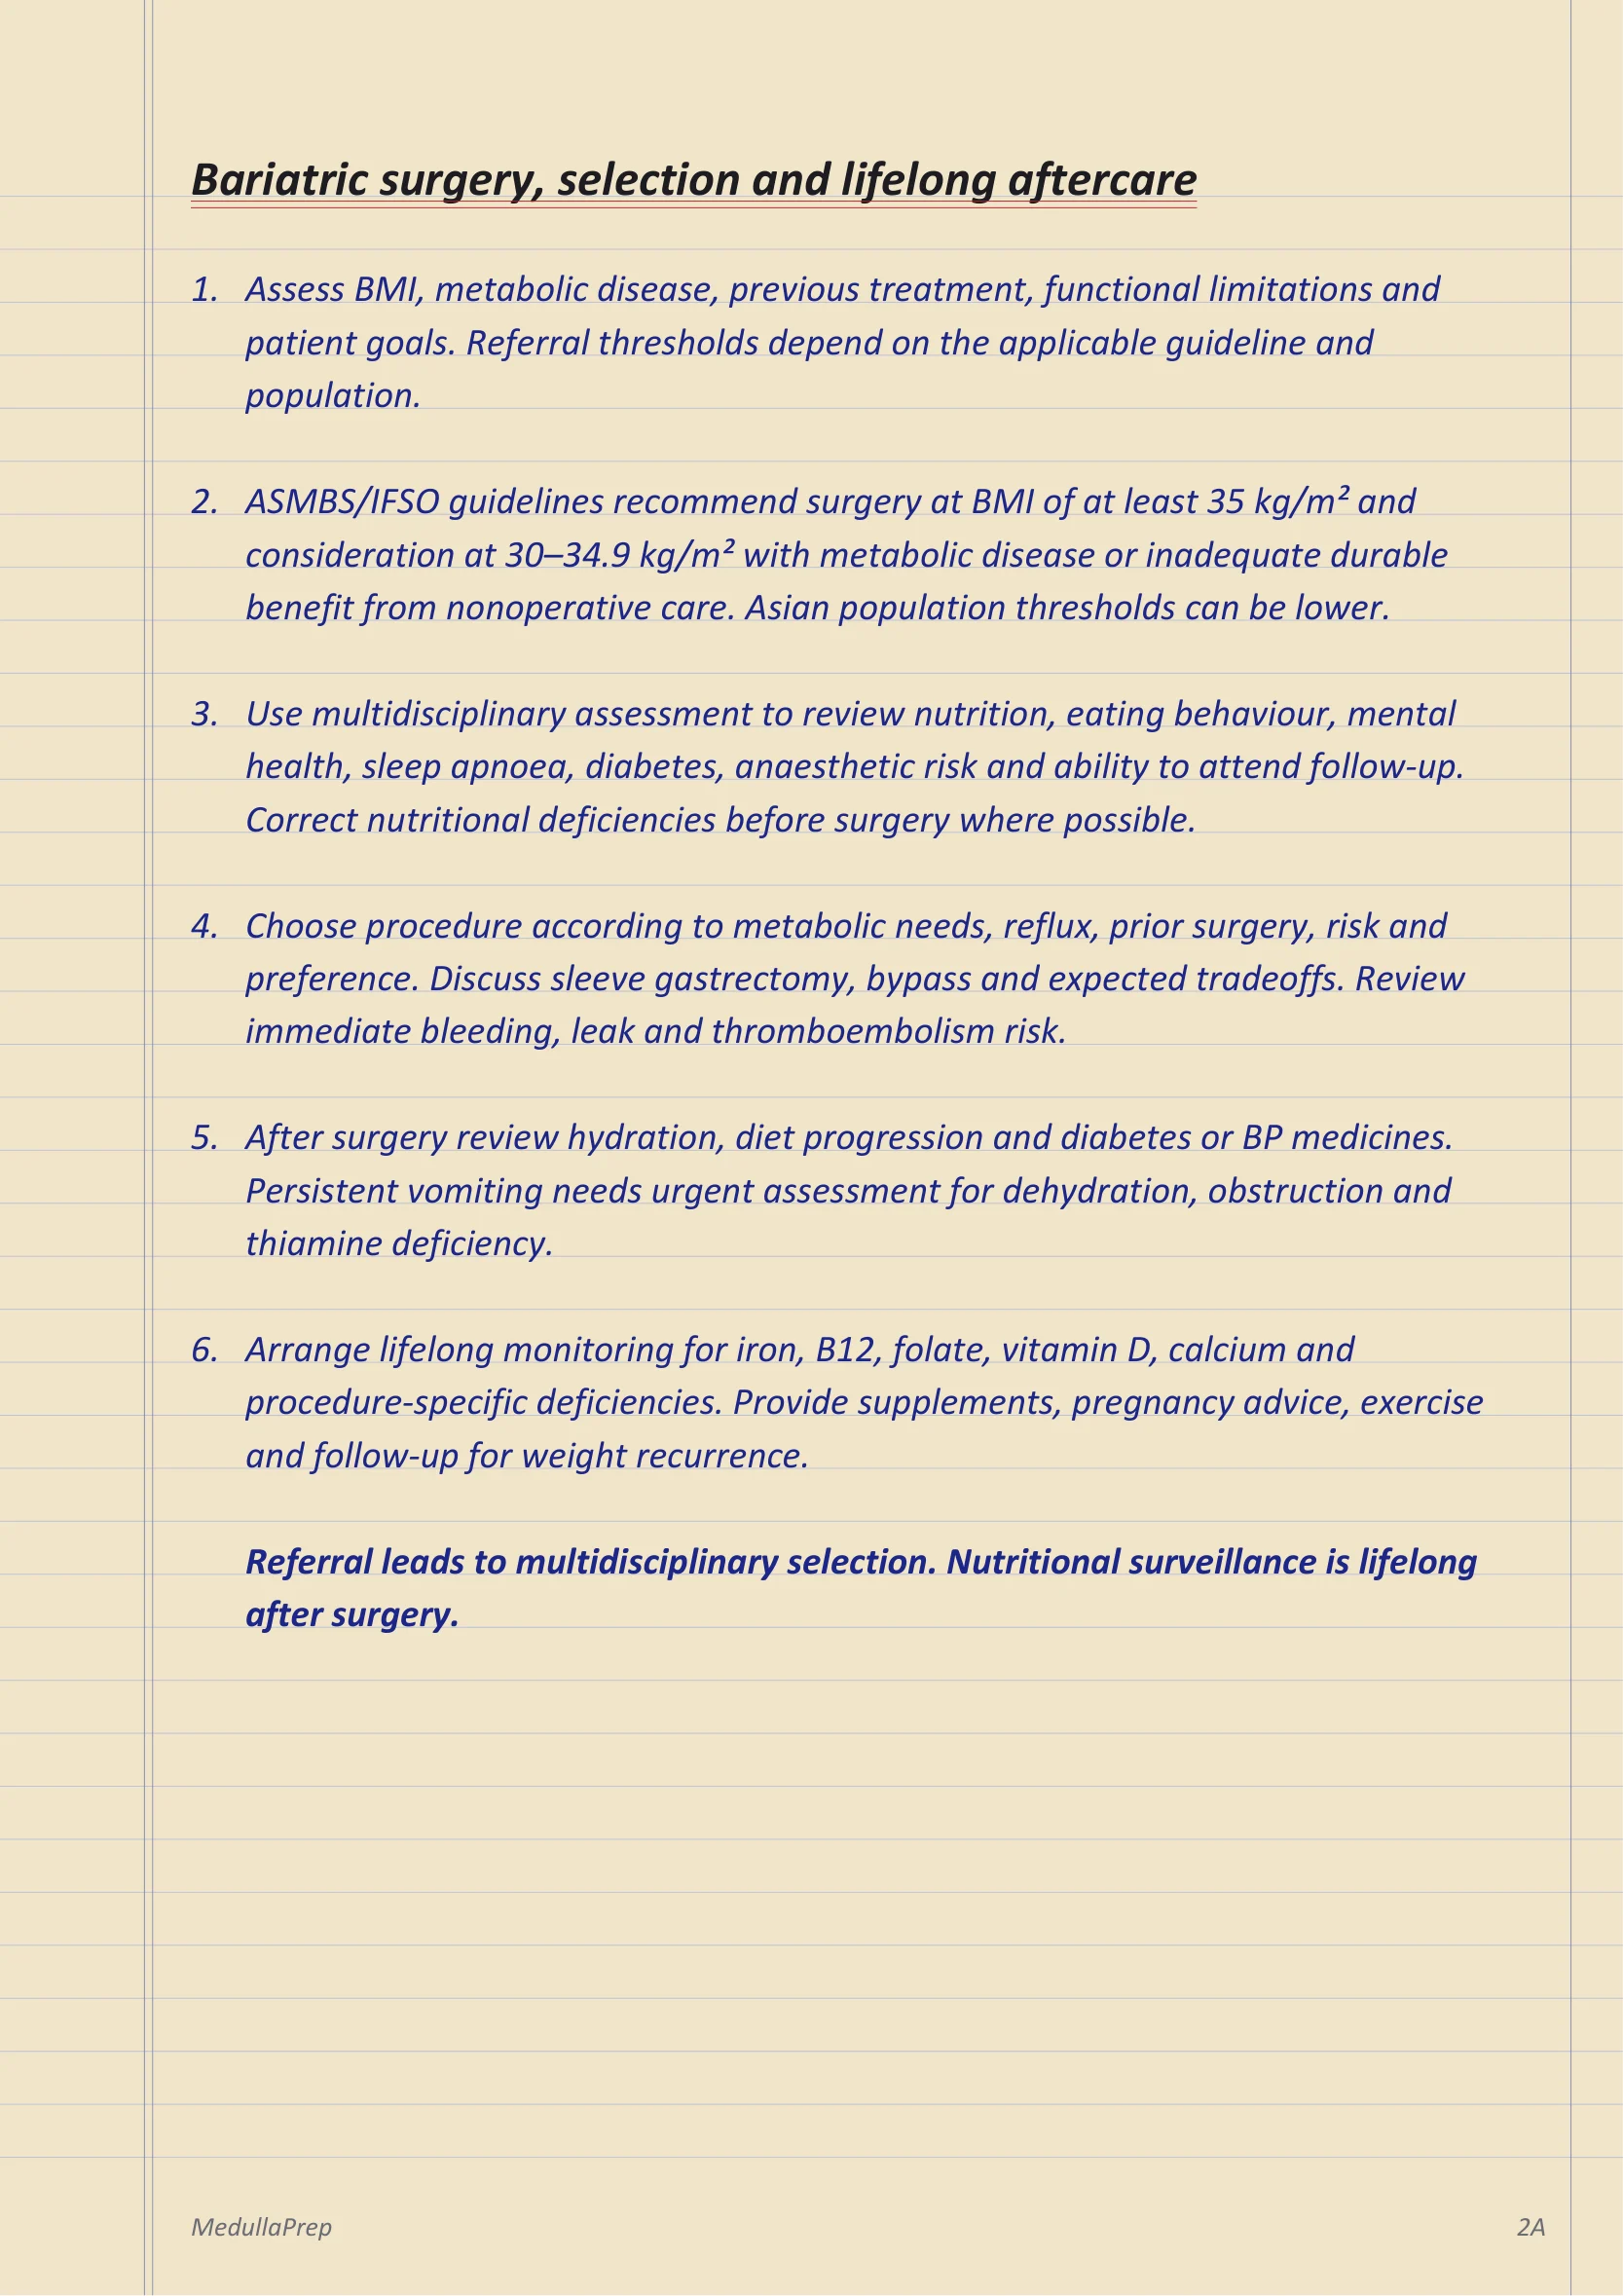 Bariatric surgery, selection and lifelong aftercare
1. Assess BMI, metabolic disease, previous treatment, functional limitations and
patient goals. Referral thresholds depend on the applicable guideline and
population.
2. ASMBS/IFSO guidelines recommend surgery at BMI of at least 35 kg/m² and
consideration at 30–34.9 kg/m² with metabolic disease or inadequate durable
benefit from nonoperative care. Asian population thresholds can be lower.
3. Use multidisciplinary assessment to review nutrition, eating behaviour, mental
health, sleep apnoea, diabetes, anaesthetic risk and ability to attend follow-up.
Correct nutritional deficiencies before surgery where possible.
4. Choose procedure according to metabolic needs, reflux, prior surgery, risk and
preference. Discuss sleeve gastrectomy, bypass and expected tradeoffs. Review
immediate bleeding, leak and thromboembolism risk.
5. After surgery review hydration, diet progression and diabetes or BP medicines.
Persistent vomiting needs urgent assessment for dehydration, obstruction and
thiamine deficiency.
6. Arrange lifelong monitoring for iron, B12, folate, vitamin D, calcium and
procedure-specific deficiencies. Provide supplements, pregnancy advice, exercise
and follow-up for weight recurrence.
Referral leads to multidisciplinary selection. Nutritional surveillance is lifelong
after surgery.
MedullaPrep
2A